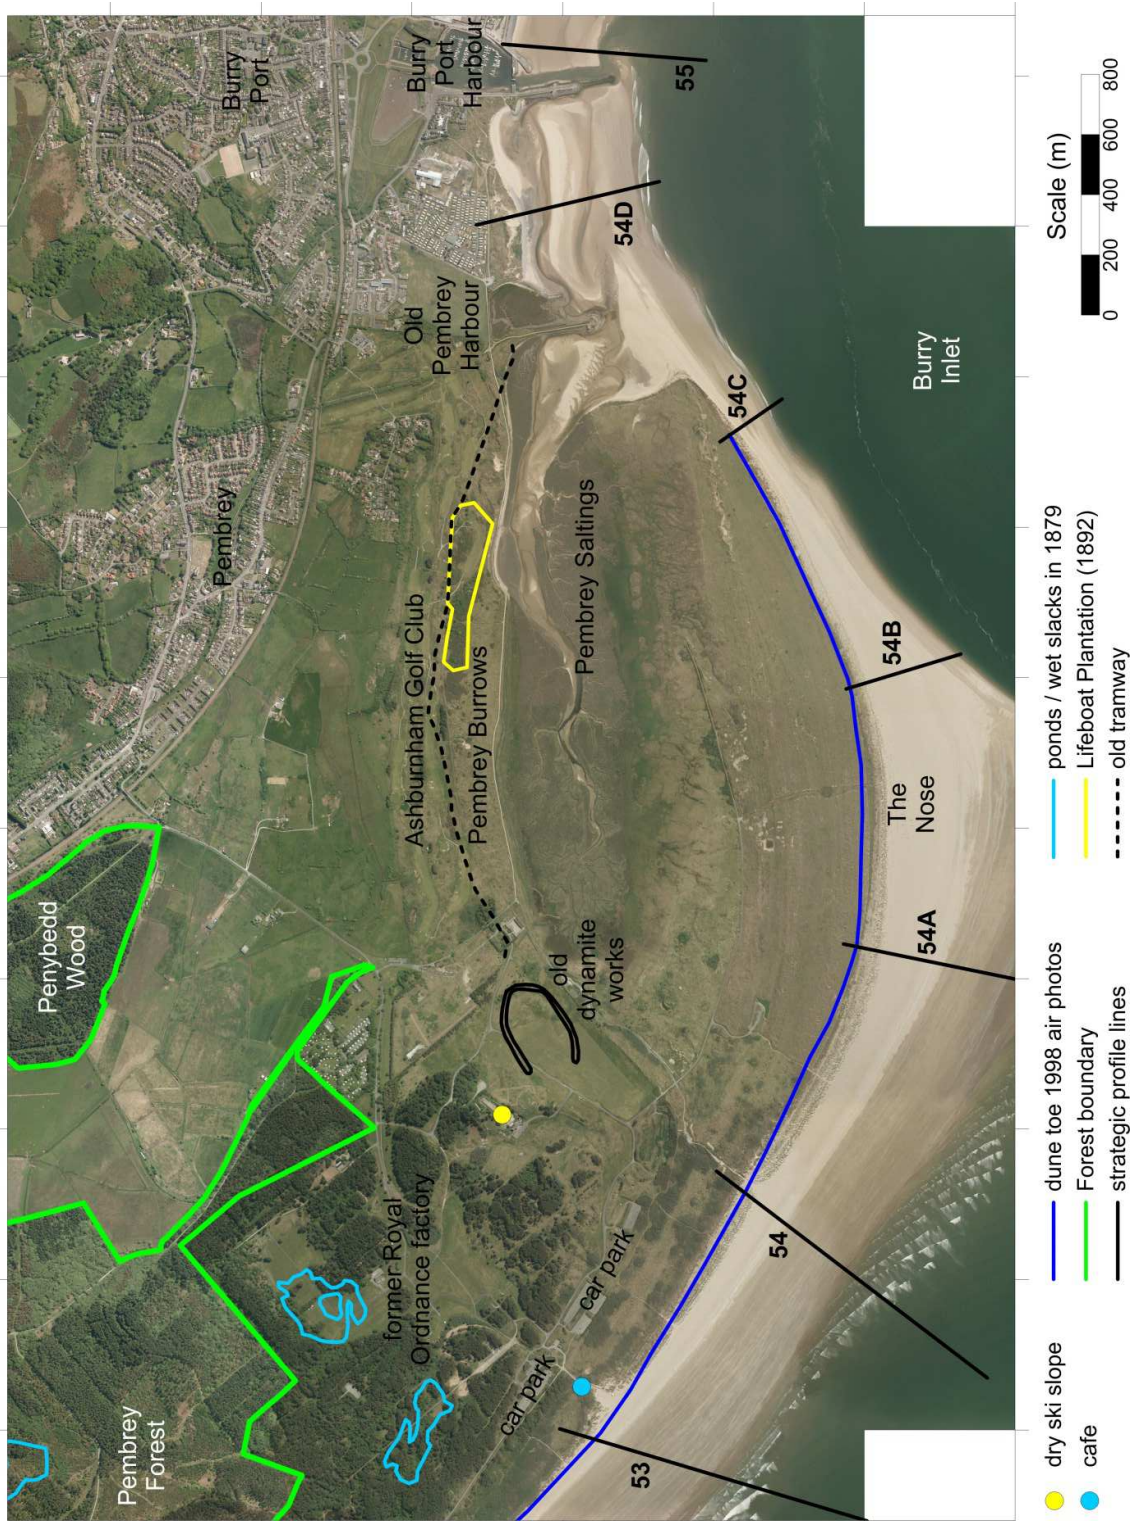 Pembrey
Forest
Penybedd
Wood
Pembrey
Burry
Port
former Royal
Ordnance factory
car park
car park
old
dynamite
works
Ashburnham Golf Club
Pembrey Burrows
Pembrey Saltings
Old
Pembrey
Harbour
Burry
Port
Harbour
53
54
54A
The
Nose
54B
54C
54D
55
Burry
Inlet
dry ski slope
cafe
dune toe 1998 air photos
Forest boundary
strategic profile lines
ponds / wet slacks in 1879
Lifeboat Plantation (1892)
old tramway
Scale (m)
0 200 400 600 800